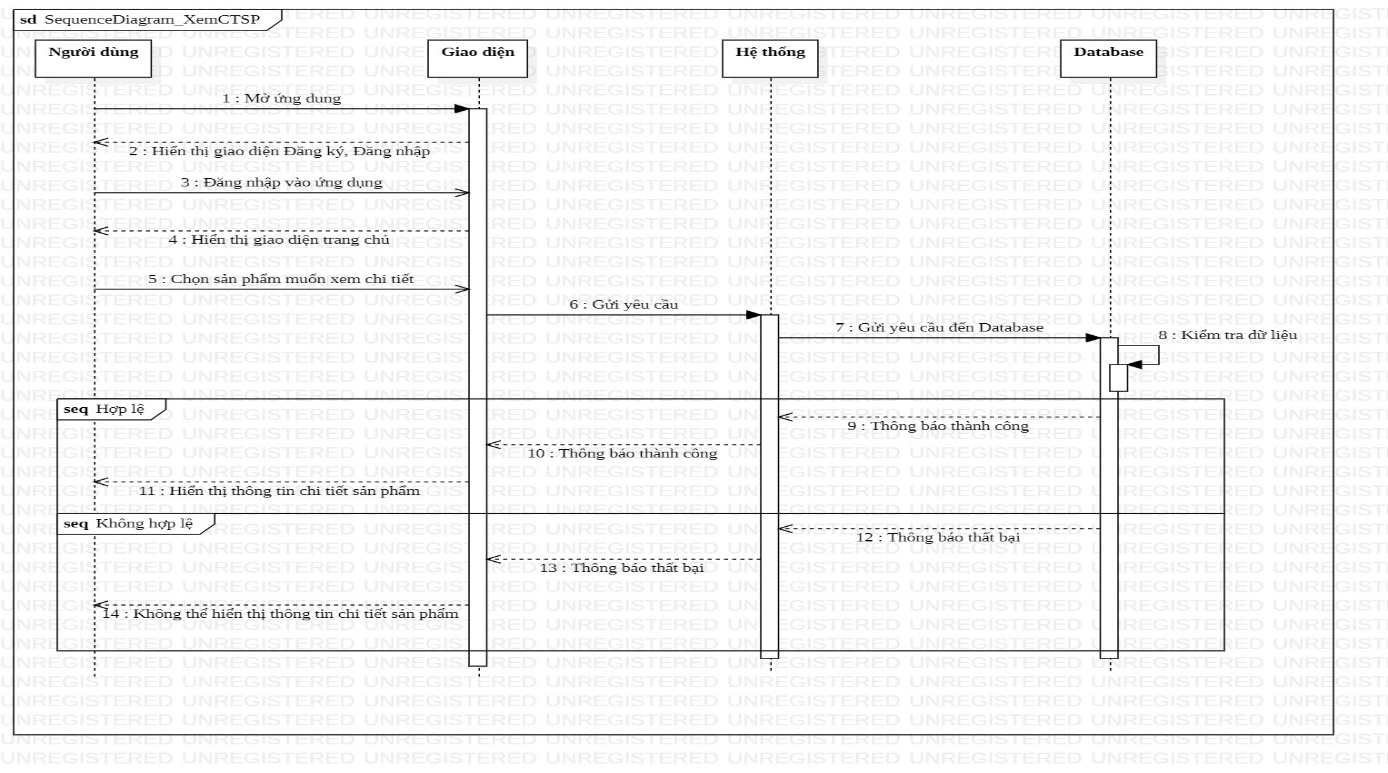 sd SequenceDiagram_XemCTSP
Người dùng
Giao diện
Hệ thống
Database
1 : Mở ứng dung
2 : Hiển thị giao diện Đăng ký, Đăng nhập
3 : Đăng nhập vào ứng dụng
4 : Hiển thị giao diện trang chủ
5 : Chọn sản phẩm muốn xem chi tiết
6 : Gửi yêu cầu
7 : Gửi yêu cầu đến Database
8 : Kiểm tra dữ liệu
seq Hợp lệ
9 : Thông báo thành công
10 : Thông báo thành công
11 : Hiển thị thông tin chi tiết sản phẩm
seq Không hợp lệ
12 : Thông báo thất bại
13 : Thông báo thất bại
14 : Không thể hiển thị thông tin chi tiết sản phẩm
UNREGISTERED